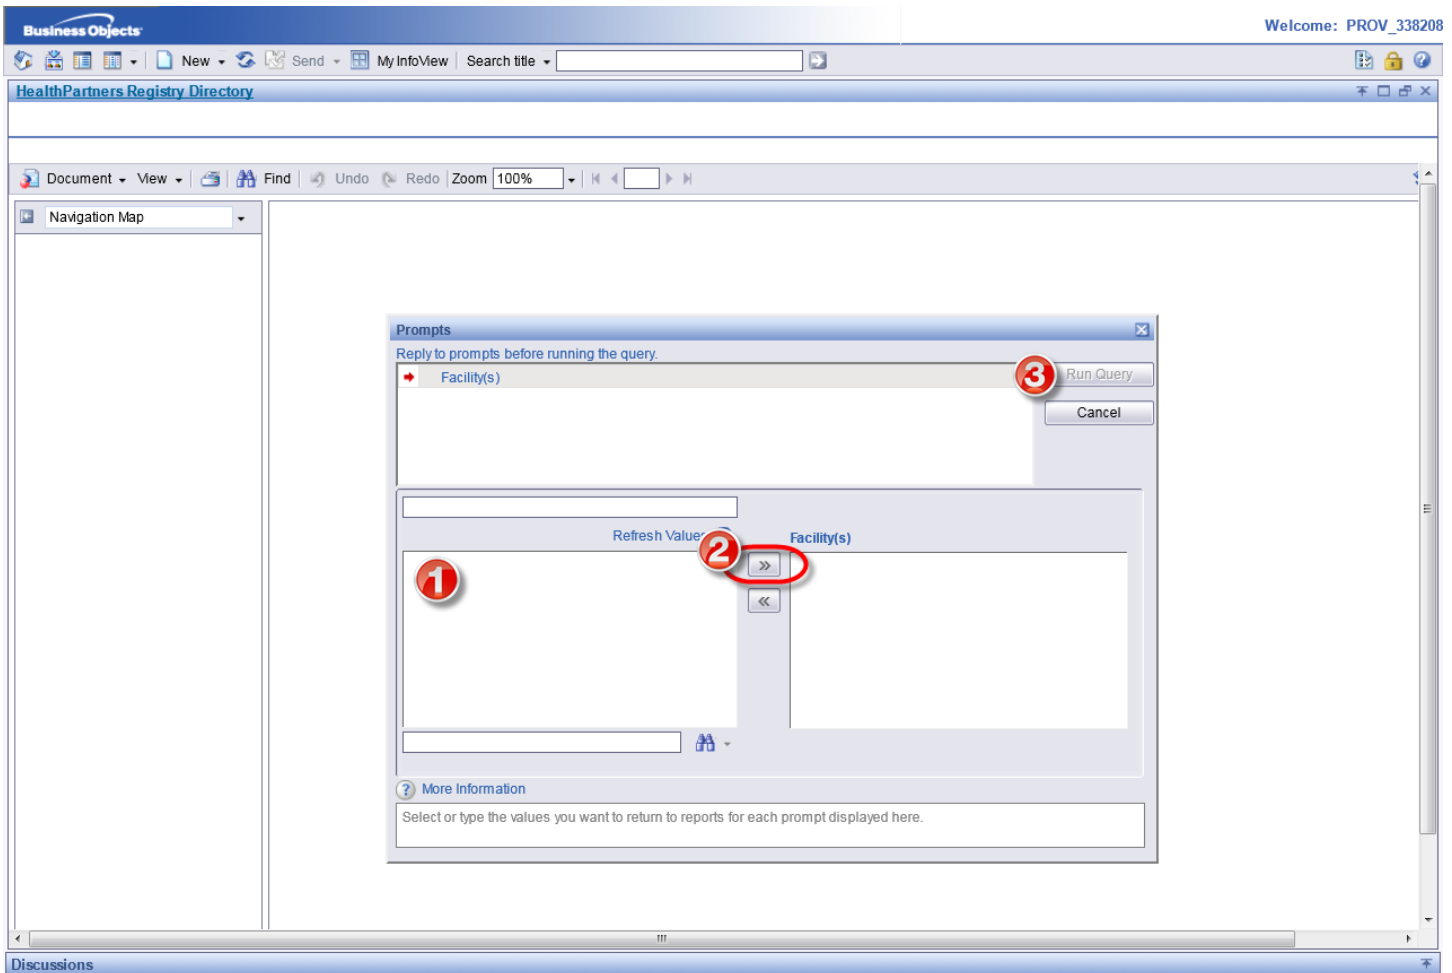 Business Objects
Welcome: PROV_338208
New Send My InfoView Search title
HealthPartners Registry Directory
Document View Find Undo Redo Zoom 100%
Navigation Map
Prompts
Reply to prompts before running the query.
Facility(s)
3 Run Query
Cancel
Refresh Values
2
Facility(s)
1
More Information
Select or type the values you want to return to reports for each prompt displayed here.
Discussions